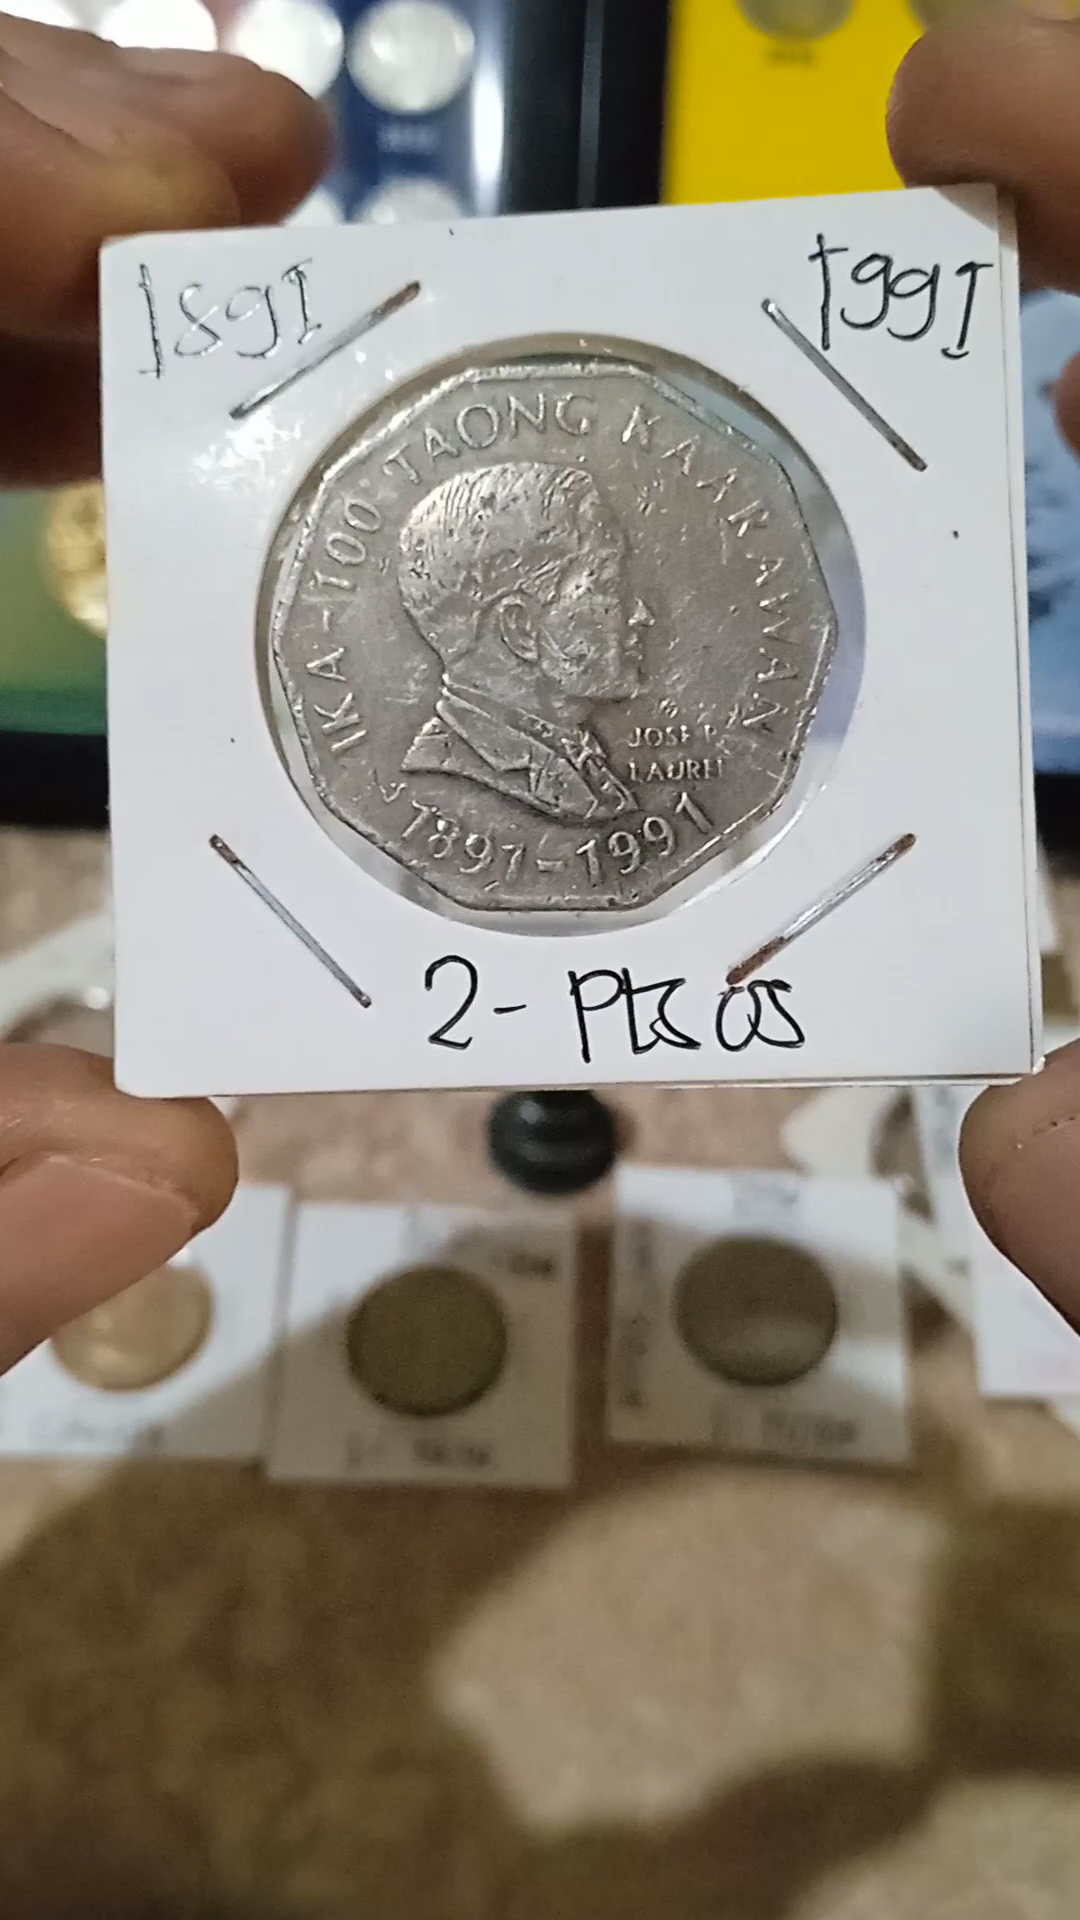 1891
1991
IKA-100 TAONG KAARAWAN
JOSE P.
LAUREL
1891-1991
2- Pesos